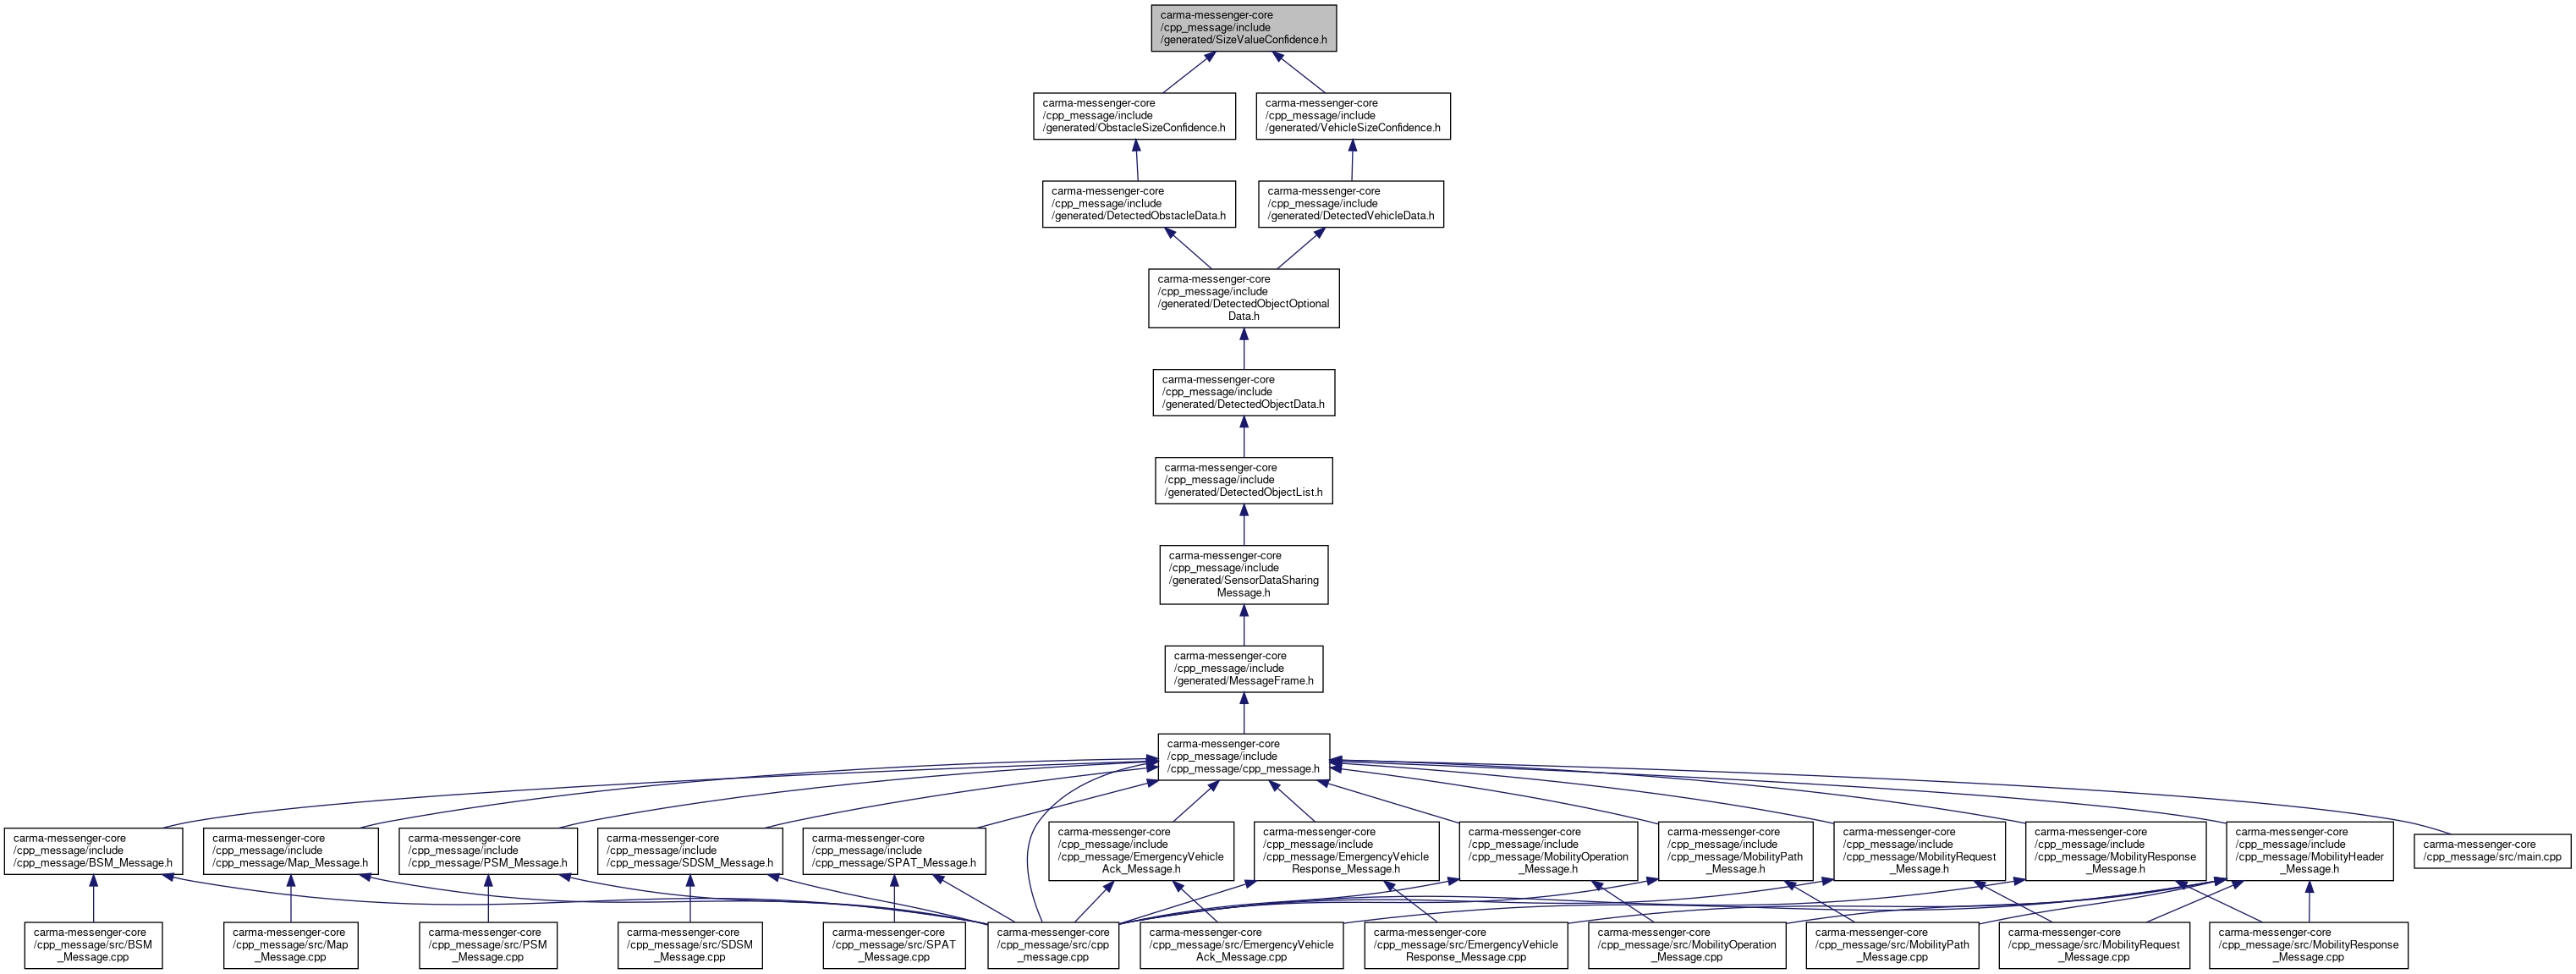 carma-messenger-core
/cpp_message/include
/generated/SizeValueConfidence.h
carma-messenger-core
/cpp_message/include
/generated/ObstacleSizeConfidence.h
carma-messenger-core
/cpp_message/include
/generated/VehicleSizeConfidence.h
carma-messenger-core
/cpp_message/include
/generated/DetectedObstacleData.h
carma-messenger-core
/cpp_message/include
/generated/DetectedVehicleData.h
carma-messenger-core
/cpp_message/include
/generated/DetectedObjectOptional
Data.h
carma-messenger-core
/cpp_message/include
/generated/DetectedObjectData.h
carma-messenger-core
/cpp_message/include
/generated/DetectedObjectList.h
carma-messenger-core
/cpp_message/include
/generated/SensorDataSharing
Message.h
carma-messenger-core
/cpp_message/include
/generated/MessageFrame.h
carma-messenger-core
/cpp_message/include
/cpp_message/cpp_message.h
carma-messenger-core
/cpp_message/include
/cpp_message/BSM_Message.h
carma-messenger-core
/cpp_message/include
/cpp_message/Map_Message.h
carma-messenger-core
/cpp_message/include
/cpp_message/PSM_Message.h
carma-messenger-core
/cpp_message/include
/cpp_message/SDSM_Message.h
carma-messenger-core
/cpp_message/include
/cpp_message/SPAT_Message.h
carma-messenger-core
/cpp_message/include
/cpp_message/EmergencyVehicle
Ack_Message.h
carma-messenger-core
/cpp_message/include
/cpp_message/EmergencyVehicle
Response_Message.h
carma-messenger-core
/cpp_message/include
/cpp_message/MobilityOperation
_Message.h
carma-messenger-core
/cpp_message/include
/cpp_message/MobilityPath
_Message.h
carma-messenger-core
/cpp_message/include
/cpp_message/MobilityRequest
_Message.h
carma-messenger-core
/cpp_message/include
/cpp_message/MobilityResponse
_Message.h
carma-messenger-core
/cpp_message/include
/cpp_message/MobilityHeader
_Message.h
carma-messenger-core
/cpp_message/src/main.cpp
carma-messenger-core
/cpp_message/src/BSM
_Message.cpp
carma-messenger-core
/cpp_message/src/Map
_Message.cpp
carma-messenger-core
/cpp_message/src/PSM
_Message.cpp
carma-messenger-core
/cpp_message/src/SDSM
_Message.cpp
carma-messenger-core
/cpp_message/src/SPAT
_Message.cpp
carma-messenger-core
/cpp_message/src/cpp
_message.cpp
carma-messenger-core
/cpp_message/src/EmergencyVehicle
Ack_Message.cpp
carma-messenger-core
/cpp_message/src/EmergencyVehicle
Response_Message.cpp
carma-messenger-core
/cpp_message/src/MobilityOperation
_Message.cpp
carma-messenger-core
/cpp_message/src/MobilityPath
_Message.cpp
carma-messenger-core
/cpp_message/src/MobilityRequest
_Message.cpp
carma-messenger-core
/cpp_message/src/MobilityResponse
_Message.cpp